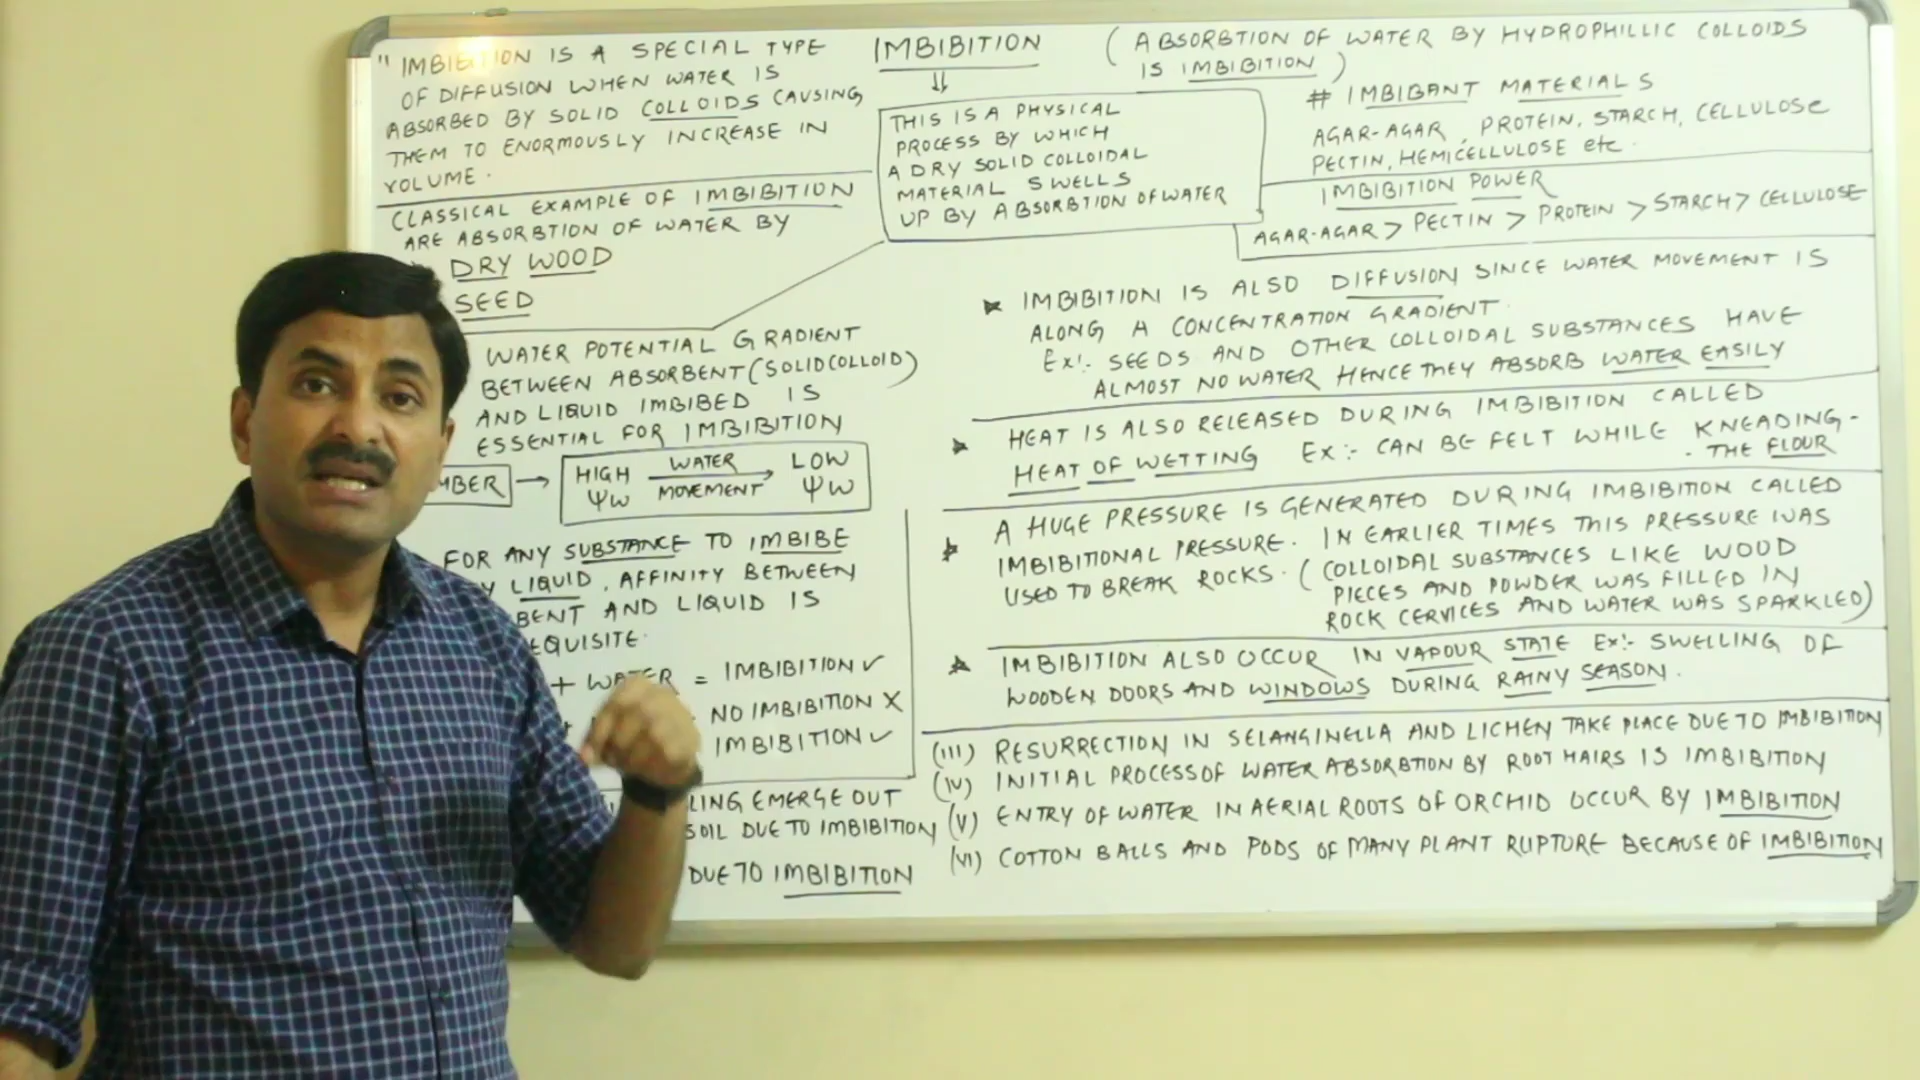 IMBIBITION
( ABSORBTION OF WATER BY HYDROPHILLIC COLLOIDS
IS IMBIBITION )
" IMBIBITION IS A SPECIAL TYPE
OF DIFFUSION WHEN WATER IS
ABSORBED BY SOLID COLLOIDS CAUSING
THEM TO ENORMOUSLY INCREASE IN
VOLUME.
CLASSICAL EXAMPLE OF IMBIBITION
ARE ABSORBTION OF WATER BY
DRY WOOD
SEED
THIS IS A PHYSICAL
PROCESS BY WHICH
A DRY SOLID COLLOIDAL
MATERIAL SWELLS
UP BY ABSORBTION OF WATER
# IMBIBANT MATERIALS
AGAR-AGAR, PROTEIN, STARCH, CELLULOSE
PECTIN, HEMICELLULOSE etc.
IMBIBITION POWER
AGAR-AGAR > PECTIN > PROTEIN > STARCH > CELLULOSE
WATER POTENTIAL GRADIENT
BETWEEN ABSORBENT (SOLID COLLOID)
AND LIQUID IMBIBED IS
ESSENTIAL FOR IMBIBITION
MBER → HIGH WATER LOW
ΨW MOVEMENT ΨW
FOR ANY SUBSTANCE TO IMBIBE
LIQUID, AFFINITY BETWEEN
BENT AND LIQUID IS
EQUISITE.
+ WATER = IMBIBITION ✓
NO IMBIBITION X
IMBIBITION ✓
LING EMERGE OUT
SOIL DUE TO IMBIBITION
DUE TO IMBIBITION
★ IMBIBITION IS ALSO DIFFUSION SINCE WATER MOVEMENT IS
ALONG A CONCENTRATION GRADIENT.
EX:. SEEDS AND OTHER COLLOIDAL SUBSTANCES HAVE
ALMOST NO WATER HENCE THEY ABSORB WATER EASILY
★ HEAT IS ALSO RELEASED DURING IMBIBITION CALLED
HEAT OF WETTING EX:- CAN BE FELT WHILE KNEADING-
- THE FLOUR
★ A HUGE PRESSURE IS GENERATED DURING IMBIBITION CALLED
IMBIBITIONAL PRESSURE. IN EARLIER TIMES THIS PRESSURE WAS
USED TO BREAK ROCKS. ( COLLOIDAL SUBSTANCES LIKE WOOD
PIECES AND POWDER WAS FILLED IN
ROCK CERVICES AND WATER WAS SPARKLED)
★ IMBIBITION ALSO OCCUR IN VAPOUR STATE EX:- SWELLING OF
WOODEN DOORS AND WINDOWS DURING RAINY SEASON.
(III) RESURRECTION IN SELANGINELLA AND LICHEN TAKE PLACE DUE TO IMBIBITION
(IV) INITIAL PROCESS OF WATER ABSORBTION BY ROOT HAIRS IS IMBIBITION
(V) ENTRY OF WATER IN AERIAL ROOTS OF ORCHID OCCUR BY IMBIBITION
(VI) COTTON BALLS AND PODS OF MANY PLANT RUPTURE BECAUSE OF IMBIBITION